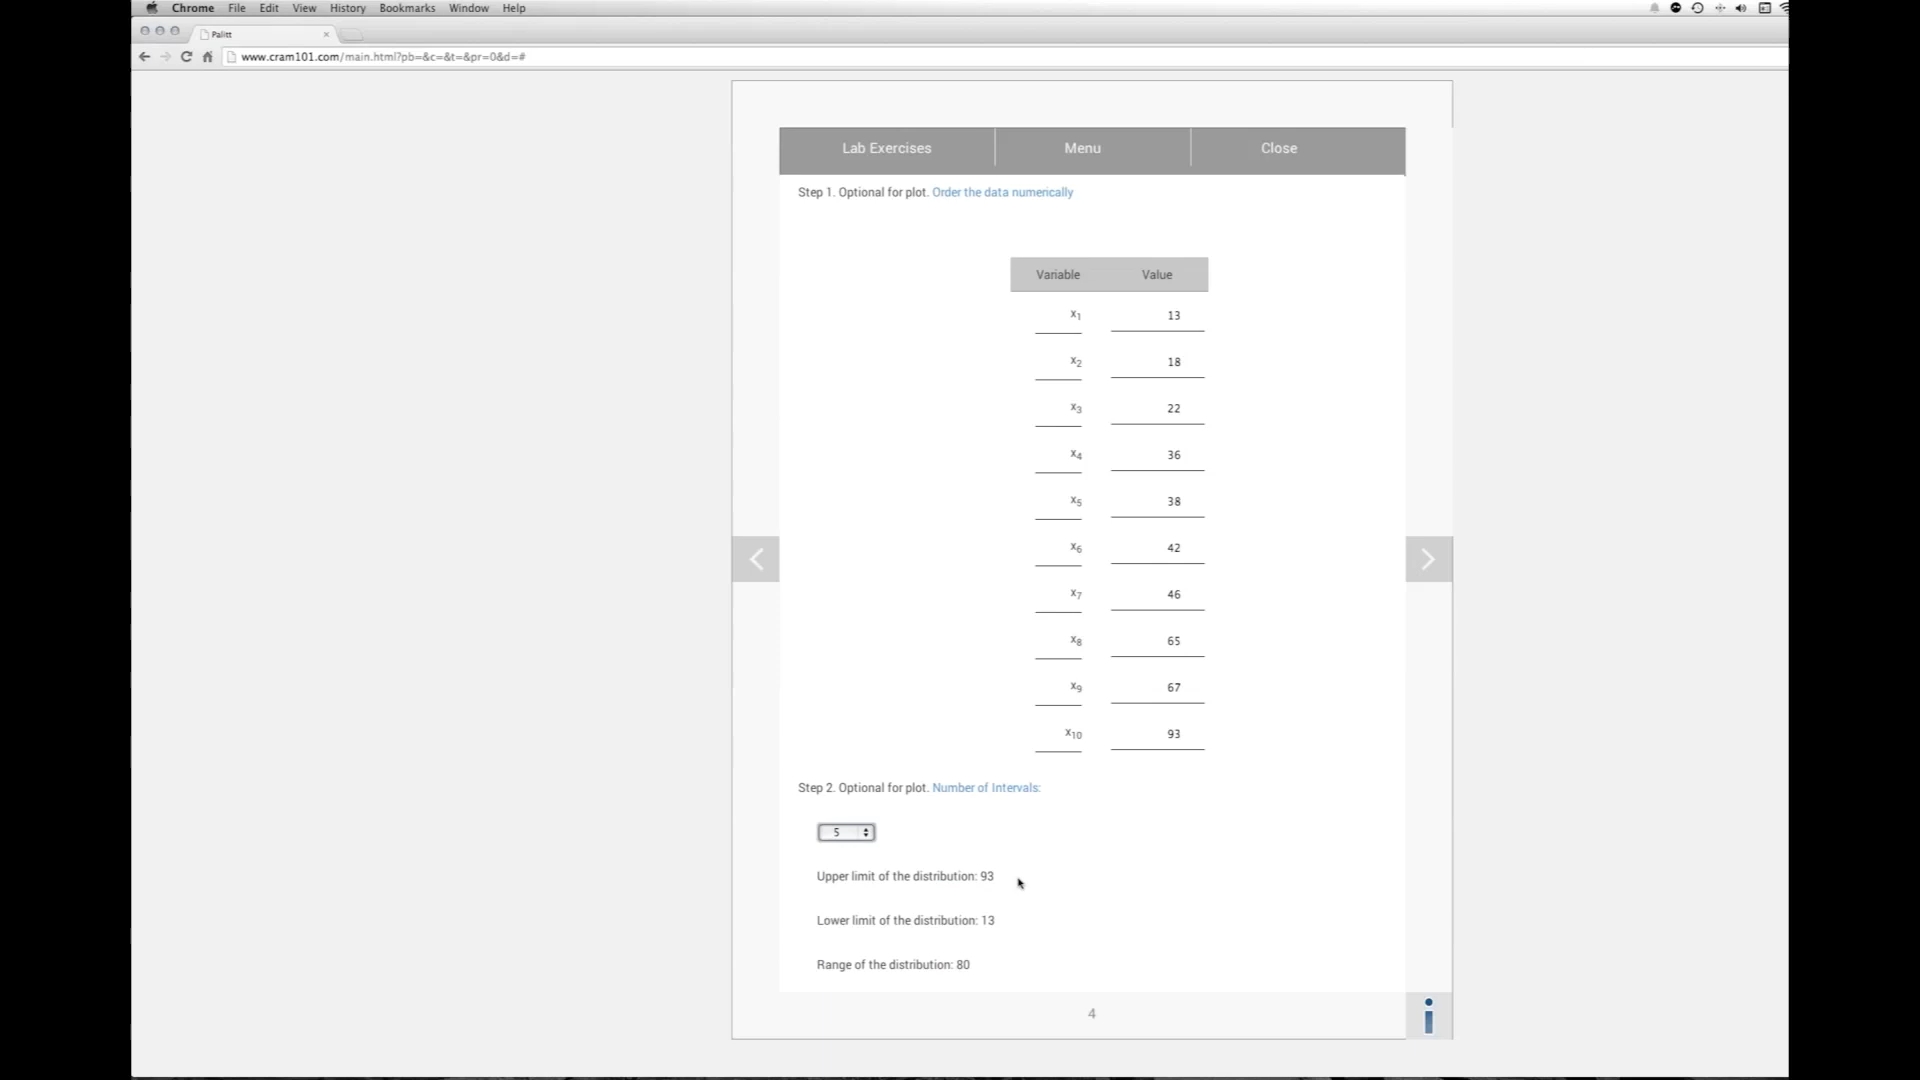 Chrome File Edit View History Bookmarks Window Help
Palitt
www.cram101.com/main.html?pb=&c=&t=&pr=0&d=#
Lab Exercises Menu Close
Step 1. Optional for plot. Order the data numerically
Variable Value
x1 13
x2 18
x3 22
x4 36
x5 38
x6 42
x7 46
x8 65
x9 67
x10 93
Step 2. Optional for plot. Number of Intervals:
5
Upper limit of the distribution: 93
Lower limit of the distribution: 13
Range of the distribution: 80
4